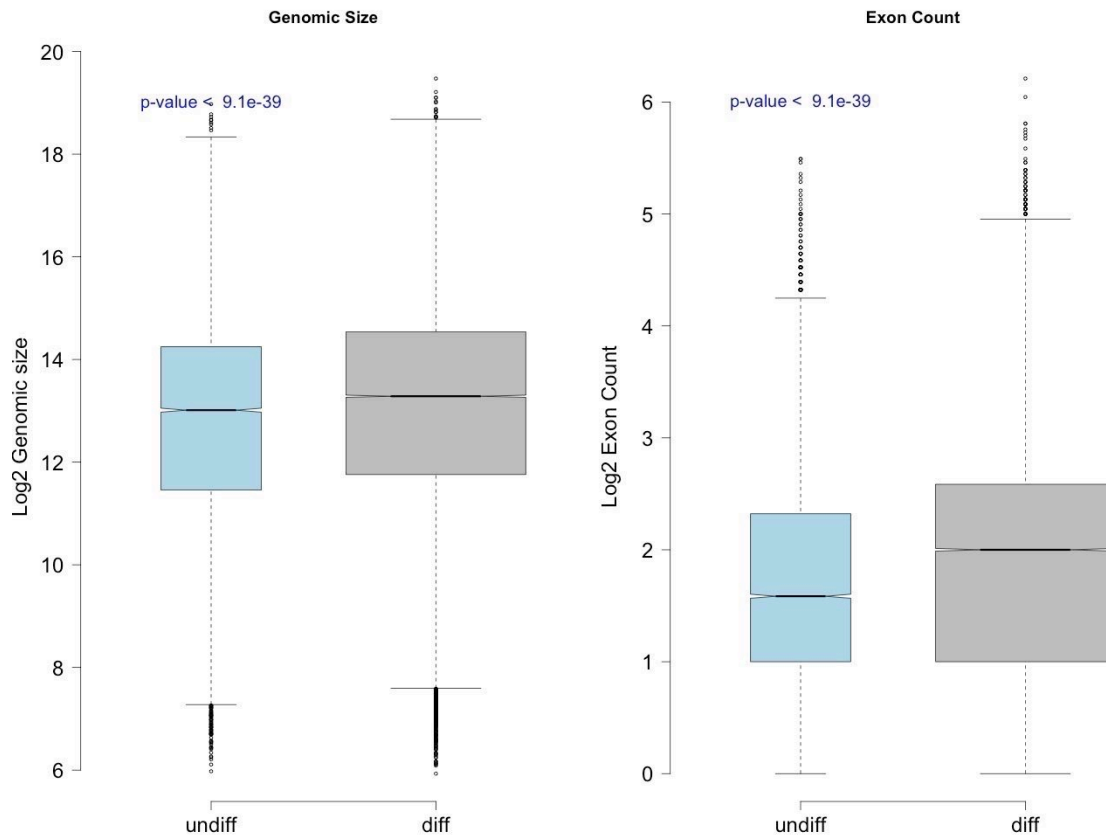 Genomic Size
p-value < 9.1e-39
Log2 Genomic size
20
18
16
14
12
10
8
6
undiff
diff
Exon Count
p-value < 9.1e-39
Log2 Exon Count
6
5
4
3
2
1
0
undiff
diff